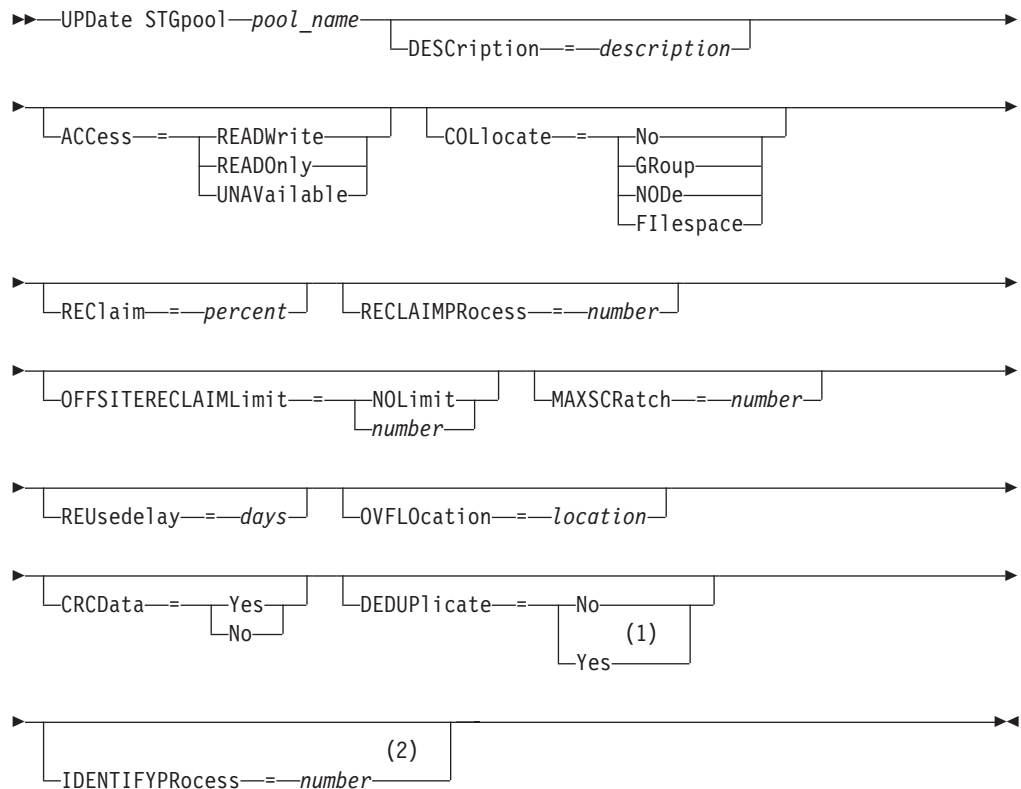 UPDate STGpool pool_name
DESCription = description
ACCess = READWrite
READOnly
UNAVailable
COLlocate = No
GRoup
NODe
FIlespace
REClaim = percent
RECLAIMPRocess = number
OFFSITERECLAIMLimit = NOLimit
number
MAXSCRatch = number
REUsedelay = days
OVFLOcation = location
CRCData = Yes
No
DEDUPlicate = No
(1)
Yes
(2)
IDENTIFYPRocess = number